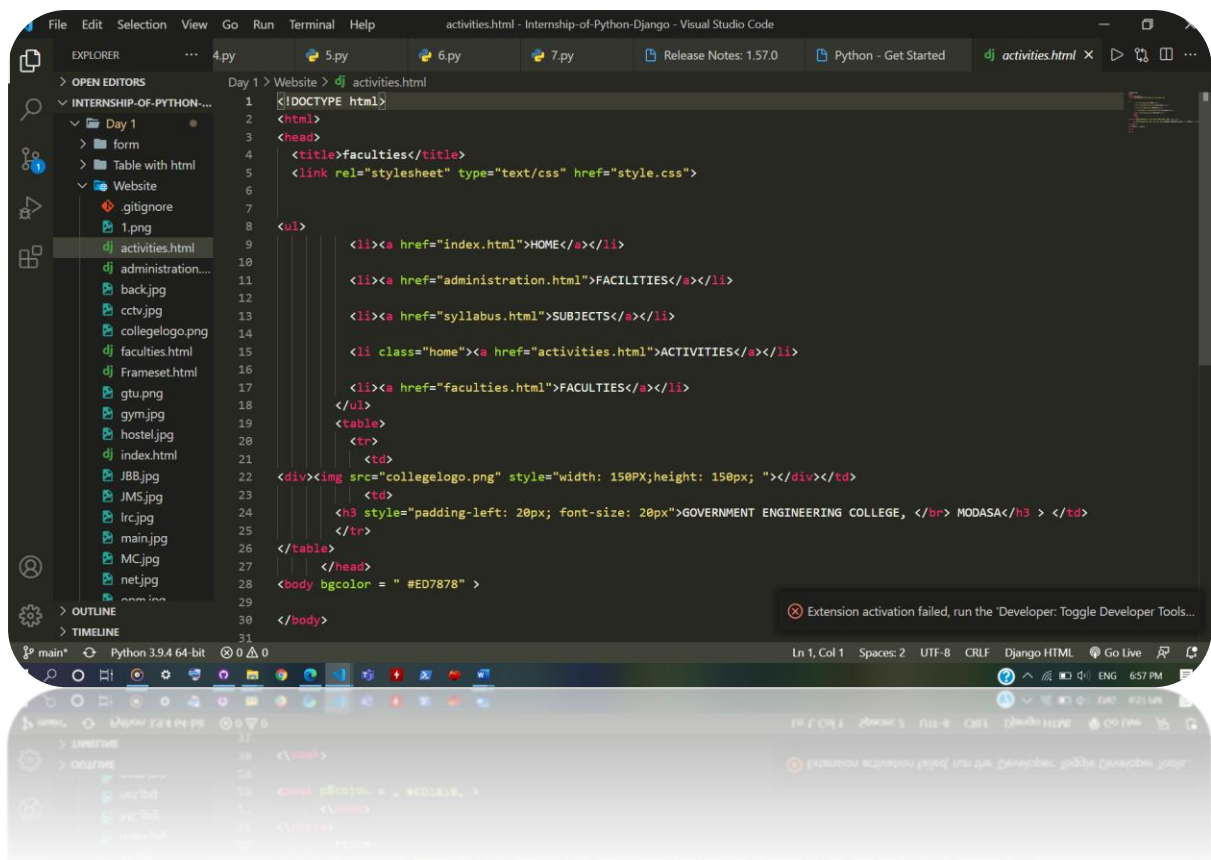 File Edit Selection View Go Run Terminal Help activities.html - Internship-of-Python-Django - Visual Studio Code
EXPLORER ... 4.py 5.py 6.py 7.py Release Notes: 1.57.0 Python - Get Started dj activities.html
OPEN EDITORS
Day 1 > Website > dj activities.html
INTERNSHIP-OF-PYTHON-...
Day 1
form
Table with html
Website
.gitignore
1.png
dj activities.html
dj administration....
back.jpg
cctv.jpg
collegelogo.png
dj faculties.html
dj Frameset.html
gtu.png
gym.jpg
hostel.jpg
dj index.html
JBB.jpg
JMS.jpg
lrc.jpg
main.jpg
MC.jpg
net.jpg
OUTLINE
TIMELINE
1 <!DOCTYPE html>
2 <html>
3 <head>
4 <title>faculties</title>
5 <link rel="stylesheet" type="text/css" href="style.css">
6
7
8 <ul>
9 <li><a href="index.html">HOME</a></li>
10
11 <li><a href="administration.html">FACILITIES</a></li>
12
13 <li><a href="syllabus.html">SUBJECTS</a></li>
14
15 <li class="home"><a href="activities.html">ACTIVITIES</a></li>
16
17 <li><a href="faculties.html">FACULTIES</a></li>
18 </ul>
19 <table>
20 <tr>
21 <td>
22 <div><img src="collegelogo.png" style="width: 150PX;height: 150px; "></div></td>
23 <td>
24 <h3 style="padding-left: 20px; font-size: 20px">GOVERNMENT ENGINEERING COLLEGE, </br> MODASA</h3 > </td>
25 </tr>
26 </table>
27 </head>
28 <body bgcolor = " #ED7878" >
29
30 </body>
31
Extension activation failed, run the 'Developer: Toggle Developer Tools...
main* Python 3.9.4 64-bit 0 0 Ln 1, Col 1 Spaces: 2 UTF-8 CRLF Django HTML Go Live
ENG 6:57 PM